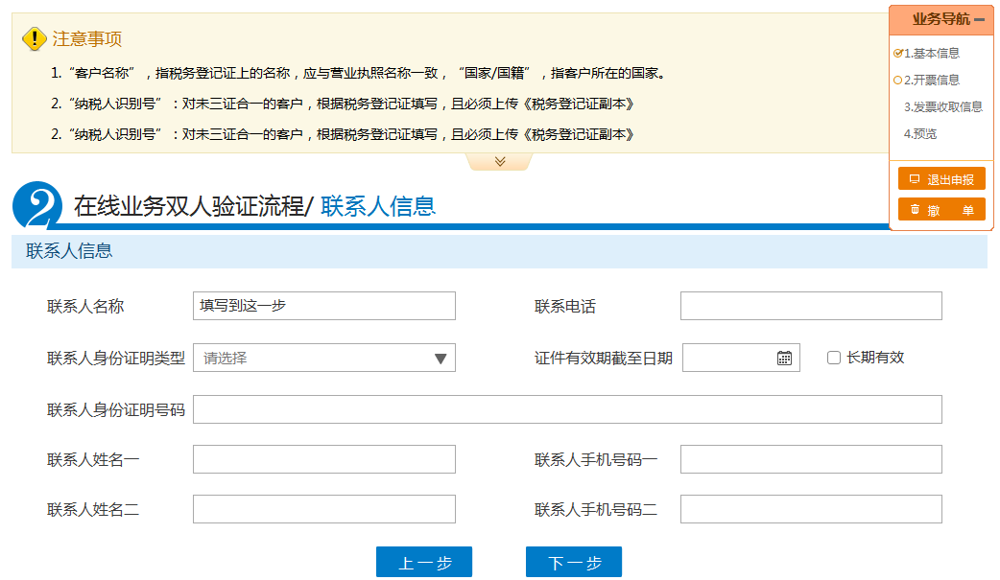 注意事项
1.“客户名称”，指税务登记证上的名称，应与营业执照名称一致，“国家/国籍”，指客户所在的国家。
2.“纳税人识别号”：对未三证合一的客户，根据税务登记证填写，且必须上传《税务登记证副本》
2.“纳税人识别号”：对未三证合一的客户，根据税务登记证填写，且必须上传《税务登记证副本》
业务导航
1.基本信息
2.开票信息
3.发票收取信息
4.预览
退出申报
撤 单
2 在线业务双人验证流程/ 联系人信息
联系人信息
联系人名称 填写到这一步 联系电话
联系人身份证明类型 请选择 证件有效期截至日期 长期有效
联系人身份证明号码
联系人姓名一 联系人手机号码一
联系人姓名二 联系人手机号码二
上一步 下一步